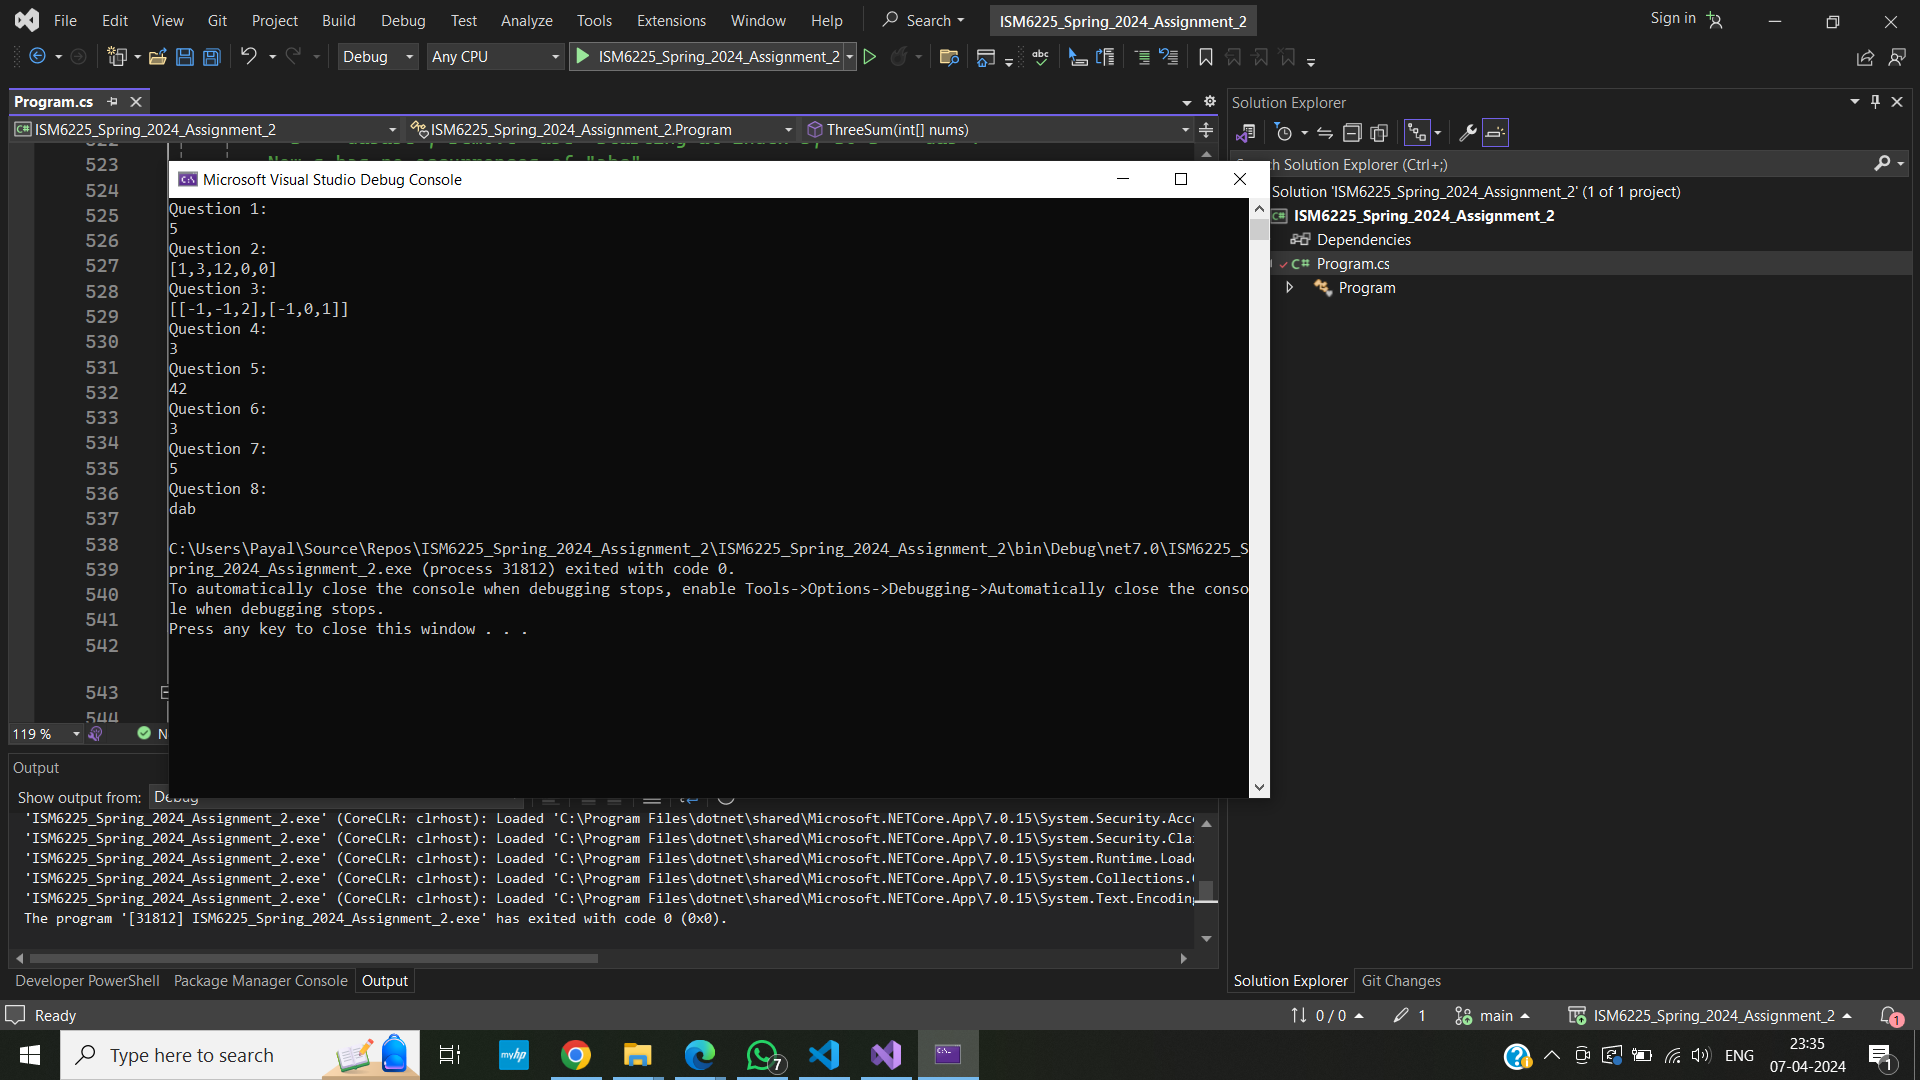 File Edit View Git Project Build Debug Test Analyze Tools Extensions Window Help Search ISM6225_Spring_2024_Assignment_2 Sign in
Debug Any CPU ISM6225_Spring_2024_Assignment_2
Program.cs
ISM6225_Spring_2024_Assignment_2 ISM6225_Spring_2024_Assignment_2.Program ThreeSum(int[] nums)
523
524
525
526
527
528
529
530
531
532
533
534
535
536
537
538
539
540
541
542
543
544
119 %
Microsoft Visual Studio Debug Console
Question 1:
5
Question 2:
[1,3,12,0,0]
Question 3:
[[-1,-1,2],[-1,0,1]]
Question 4:
3
Question 5:
42
Question 6:
3
Question 7:
5
Question 8:
dab
C:\Users\Payal\Source\Repos\ISM6225_Spring_2024_Assignment_2\ISM6225_Spring_2024_Assignment_2\bin\Debug\net7.0\ISM6225_S
pring_2024_Assignment_2.exe (process 31812) exited with code 0.
To automatically close the console when debugging stops, enable Tools->Options->Debugging->Automatically close the conso
le when debugging stops.
Press any key to close this window . . .
Solution Explorer
Solution Explorer (Ctrl+;)
Solution 'ISM6225_Spring_2024_Assignment_2' (1 of 1 project)
ISM6225_Spring_2024_Assignment_2
Dependencies
Program.cs
Program
Output
Show output from: Debug
'ISM6225_Spring_2024_Assignment_2.exe' (CoreCLR: clrhost): Loaded 'C:\Program Files\dotnet\shared\Microsoft.NETCore.App\7.0.15\System.Security.Acc
'ISM6225_Spring_2024_Assignment_2.exe' (CoreCLR: clrhost): Loaded 'C:\Program Files\dotnet\shared\Microsoft.NETCore.App\7.0.15\System.Security.Cla
'ISM6225_Spring_2024_Assignment_2.exe' (CoreCLR: clrhost): Loaded 'C:\Program Files\dotnet\shared\Microsoft.NETCore.App\7.0.15\System.Runtime.Load
'ISM6225_Spring_2024_Assignment_2.exe' (CoreCLR: clrhost): Loaded 'C:\Program Files\dotnet\shared\Microsoft.NETCore.App\7.0.15\System.Collections.
'ISM6225_Spring_2024_Assignment_2.exe' (CoreCLR: clrhost): Loaded 'C:\Program Files\dotnet\shared\Microsoft.NETCore.App\7.0.15\System.Text.Encoding
The program '[31812] ISM6225_Spring_2024_Assignment_2.exe' has exited with code 0 (0x0).
Developer PowerShell Package Manager Console Output
Solution Explorer Git Changes
Ready 0 / 0 1 main ISM6225_Spring_2024_Assignment_2 1
Type here to search myhp 7 ENG 23:35
07-04-2024 1